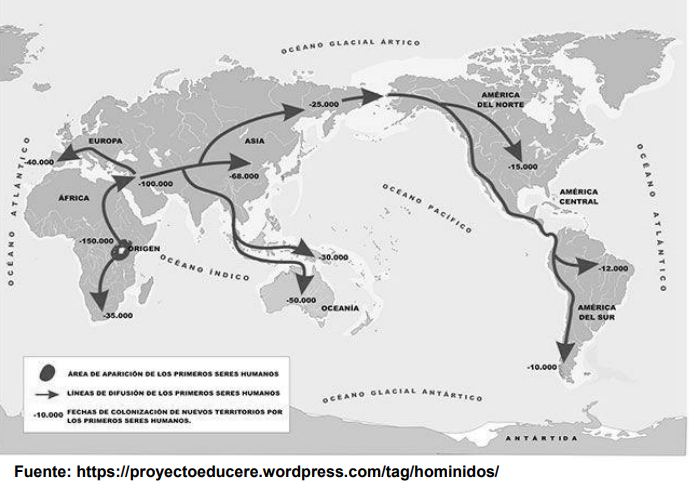 OCÉANO GLACIAL ÁRTICO
AMÉRICA
DEL NORTE
-25.000
EUROPA
ASIA
-40.000
-15.000
-68.000
-100.000
ÁFRICA
AMÉRICA
CENTRAL
OCÉANO ATLÁNTICO
OCÉANO PACÍFICO
OCÉANO ATLÁNTICO
-150.000
ORIGEN
OCÉANO ÍNDICO
-30.000
-12.000
-50.000
OCEANÍA
-35.000
AMÉRICA
DEL SUR
-10.000
ÁREA DE APARICIÓN DE LOS PRIMEROS SERES HUMANOS
LÍNEAS DE DIFUSIÓN DE LOS PRIMEROS SERES HUMANOS
-10.000 FECHAS DE COLONIZACIÓN DE NUEVOS TERRITORIOS POR
LOS PRIMEROS SERES HUMANOS.
OCÉANO GLACIAL ANTÁRTICO
ANTÁRTIDA
Fuente: https://proyectoeducere.wordpress.com/tag/hominidos/